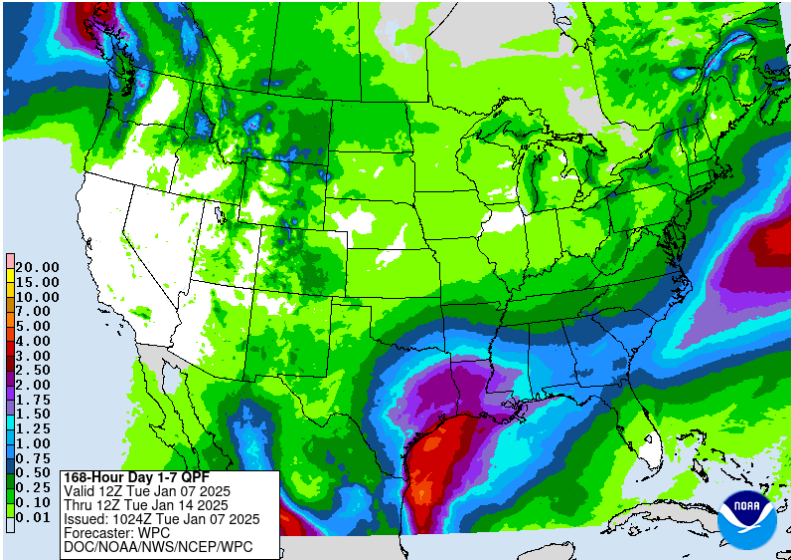 20.00
15.00
10.00
7.00
5.00
4.00
3.00
2.50
2.00
1.75
1.50
1.25
1.00
0.75
0.50
0.25
0.10
0.01
168-Hour Day 1-7 QPF
Valid 12Z Tue Jan 07 2025
Thru 12Z Tue Jan 14 2025
Issued: 1024Z Tue Jan 07 2025
Forecaster: WPC
DOC/NOAA/NWS/NCEP/WPC
NOAA